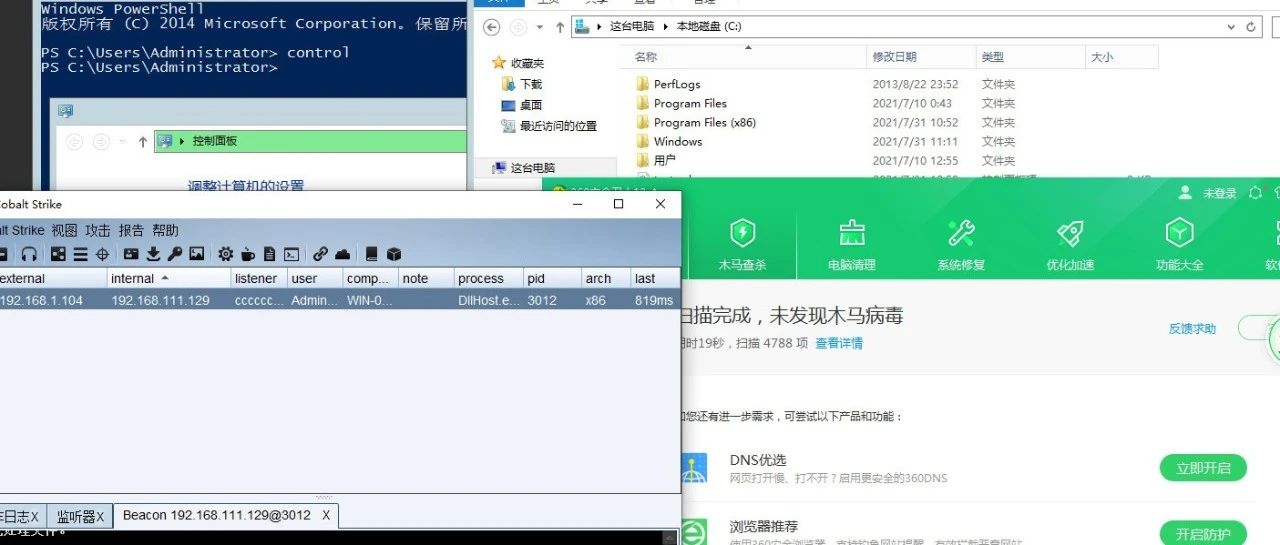 Windows PowerShell
版权所有 (C) 2014 Microsoft Corporation。保留所
PS C:\Users\Administrator> control
PS C:\Users\Administrator>
控制面板
调整计算机的设置
这台电脑 本地磁盘 (C:)
名称 修改日期 类型 大小
收藏夹
下载
桌面
最近访问的位置
这台电脑
PerfLogs 2013/8/22 23:52 文件夹
Program Files 2021/7/10 0:43 文件夹
Program Files (x86) 2021/7/31 10:52 文件夹
Windows 2021/7/31 11:11 文件夹
用户 2021/7/10 12:55 文件夹
Cobalt Strike
alt Strike 视图 攻击 报告 帮助
external internal listener user comp... note process pid arch last
192.168.1.104 192.168.111.129 cccccc... Admin... WIN-0... DllHost.e... 3012 x86 819ms
日志X 监听器X Beacon 192.168.111.129@3012 X
未登录
木马查杀 电脑清理 系统修复 优化加速 功能大全
扫描完成，未发现木马病毒
用时19秒，扫描 4788 项 查看详情
反馈求助
您还有进一步需求，可尝试以下产品和功能：
DNS优选
网页打开慢、打不开？启用更安全的360DNS
立即开启
浏览器推荐
开启防护